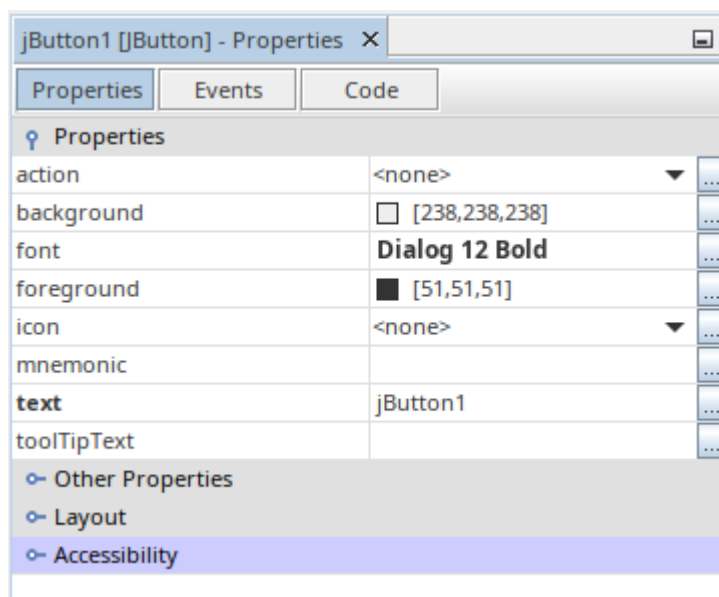 jButton1 [JButton] - Properties
Properties Events Code
Properties
action <none> ...
background [238,238,238] ...
font Dialog 12 Bold ...
foreground [51,51,51] ...
icon <none> ...
mnemonic ...
text jButton1 ...
toolTipText ...
Other Properties
Layout
Accessibility